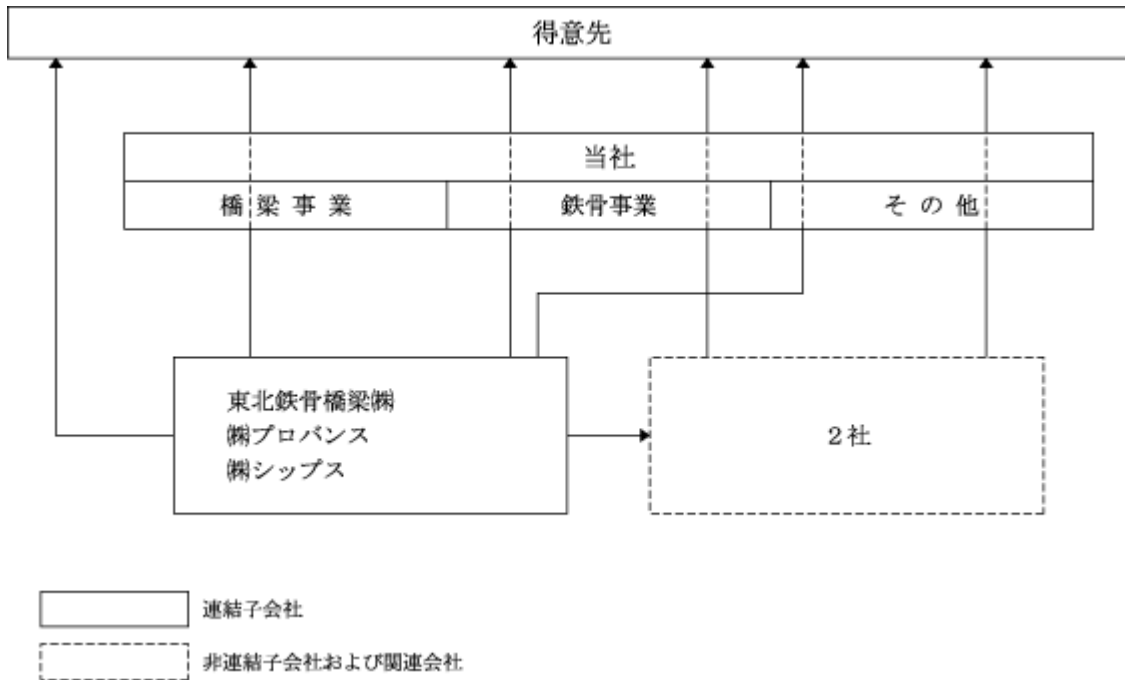 得意先
当社
橋梁事業
鉄骨事業
その他
東北鉄骨橋梁㈱
㈱プロバンス
㈱シップス
2社
連結子会社
非連結子会社および関連会社